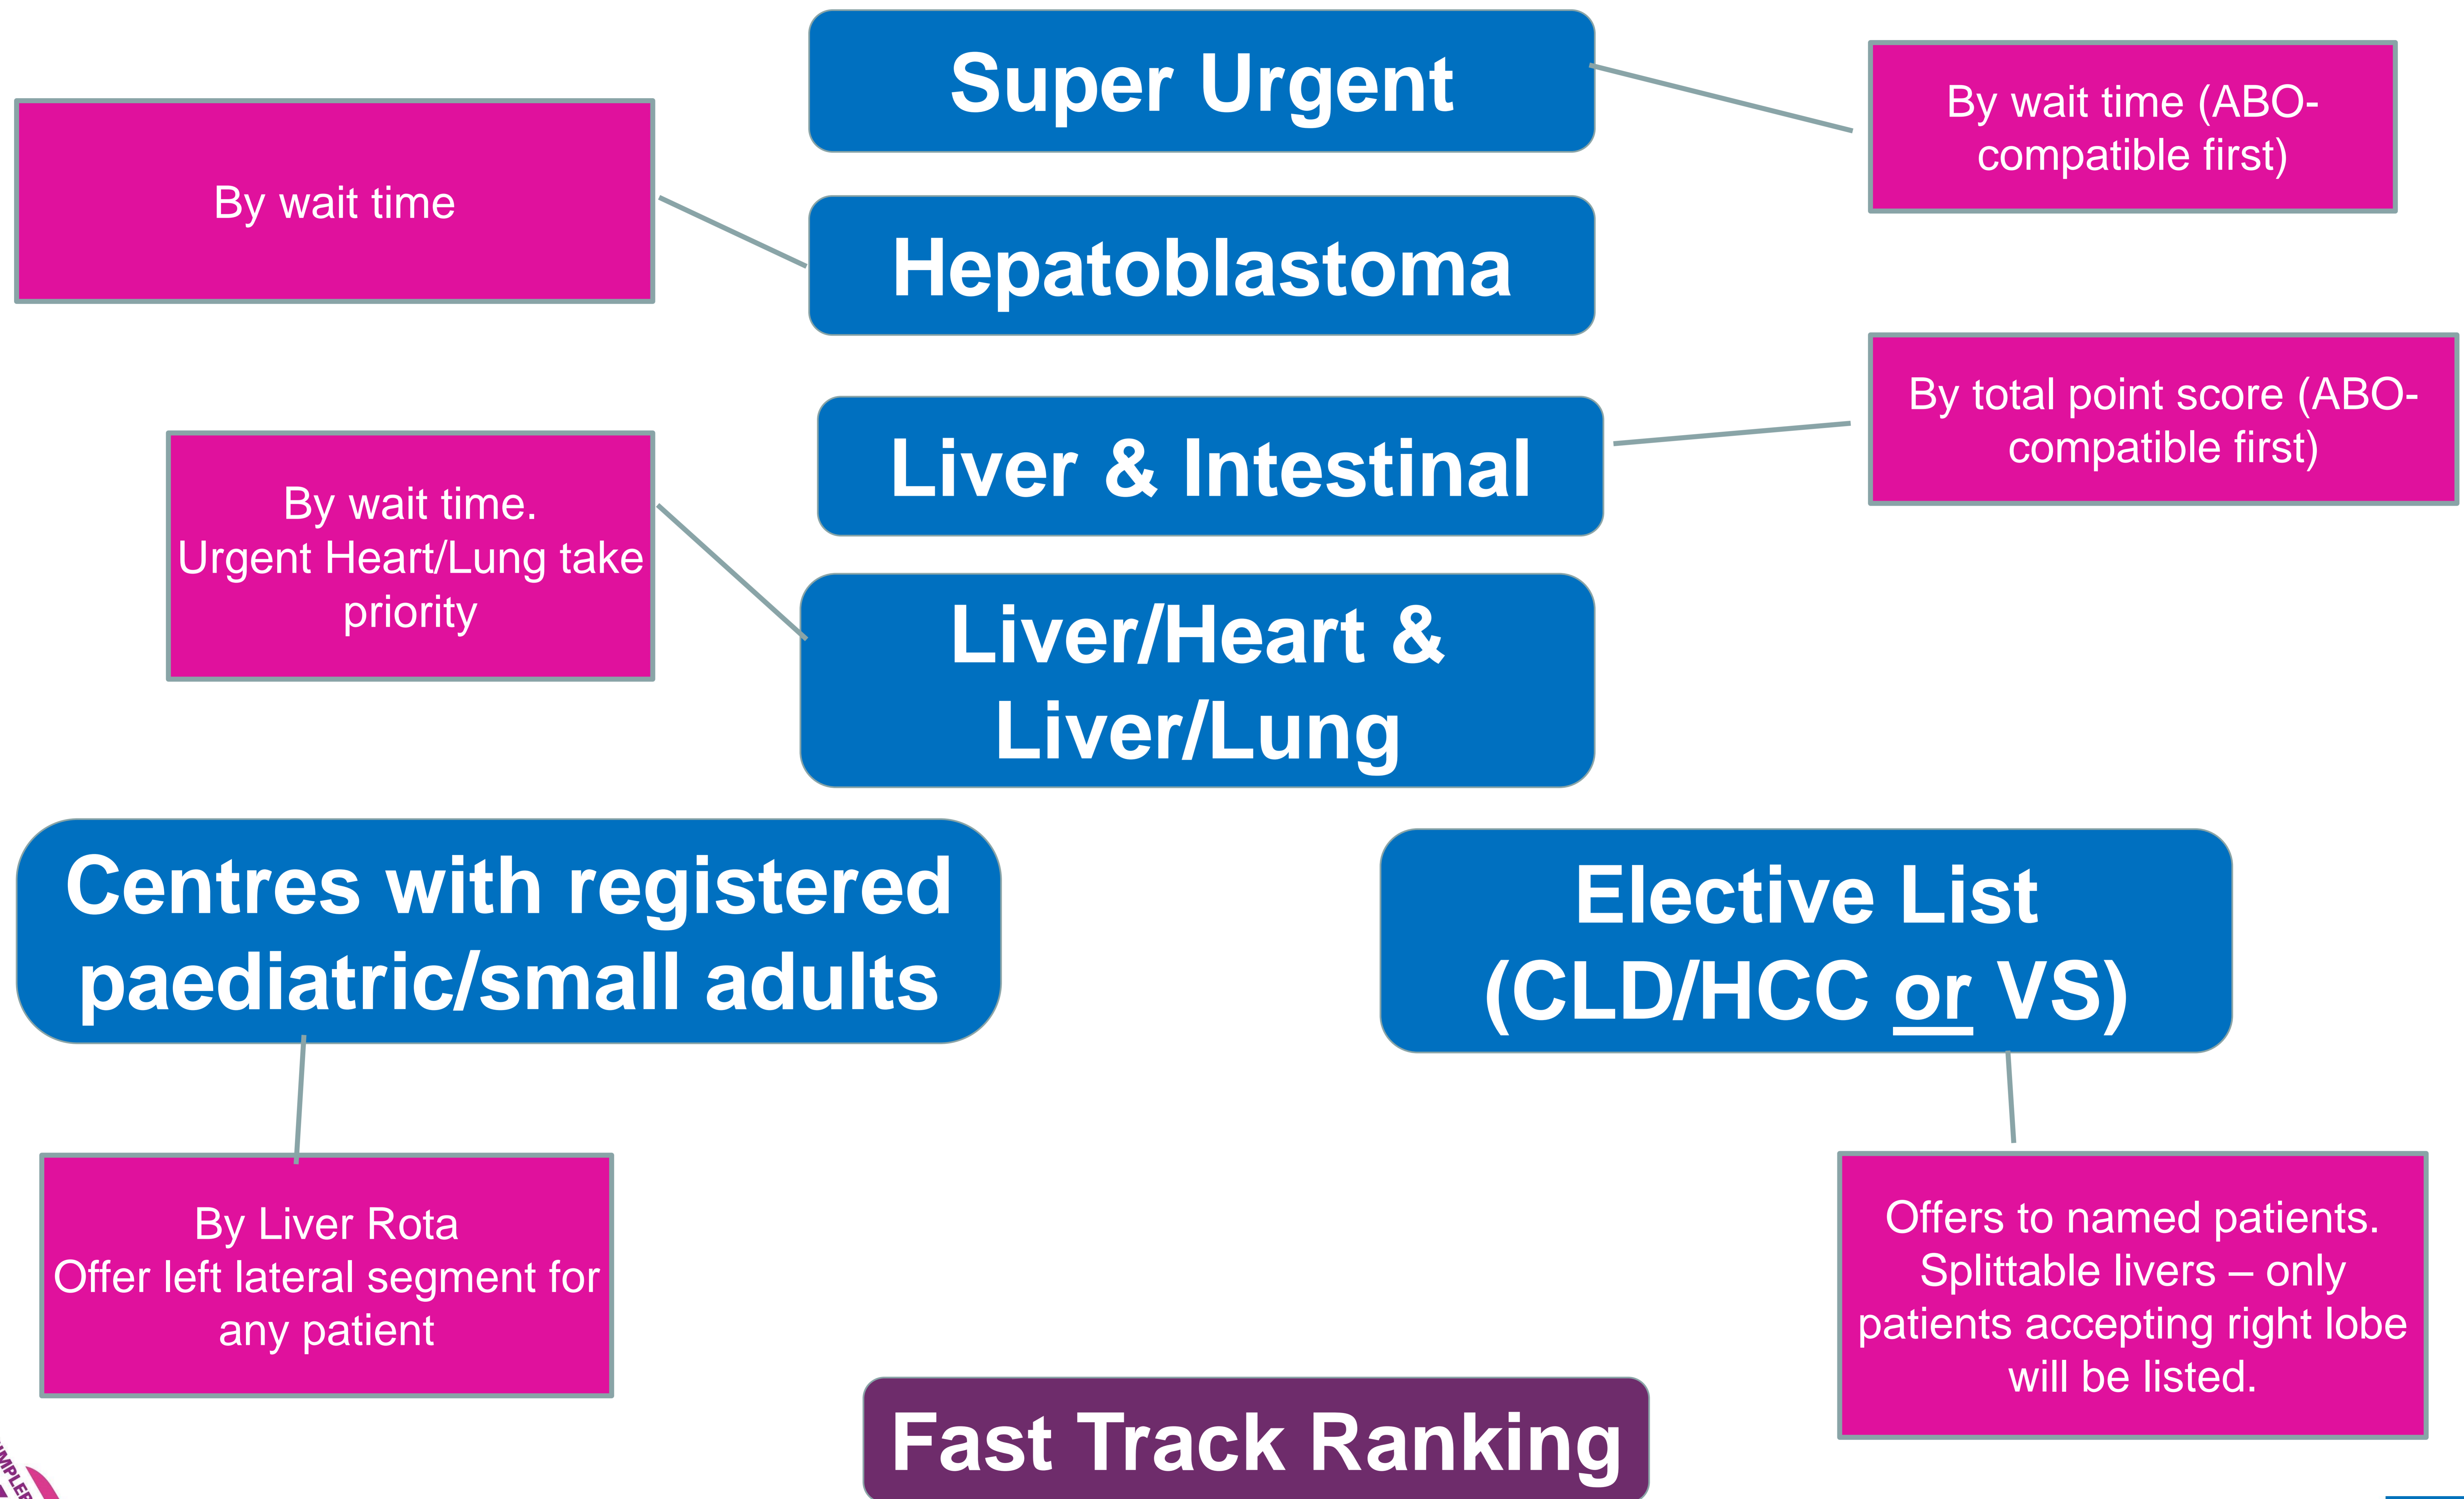 Super Urgent
By wait time (ABO-
compatible first)
By wait time
Hepatoblastoma
By total point score (ABO-
compatible first)
Liver & Intestinal
By wait time.
Urgent Heart/Lung take
priority
Liver/Heart &
Liver/Lung
Centres with registered
paediatric/small adults
Elective List
(CLD/HCC or VS)
By Liver Rota
Offer left lateral segment for
any patient
Offers to named patients.
Splittable livers – only
patients accepting right lobe
will be listed.
Fast Track Ranking